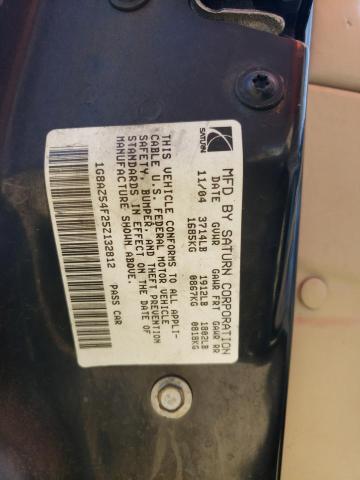 SATURN
MFD BY SATURN CORPORATION
DATE GVWR GAWR FRT GAWR RR
11/04 3714LB 1912LB 1802LB
1685KG 0867KG 0818KG
THIS VEHICLE CONFORMS TO ALL APPLI-
CABLE U.S. FEDERAL MOTOR VEHICLE
SAFETY, BUMPER, AND THEFT PREVENTION
STANDARDS IN EFFECT ON THE DATE OF
MANUFACTURE SHOWN ABOVE.
1G8AZ54F25Z132812 PASS CAR